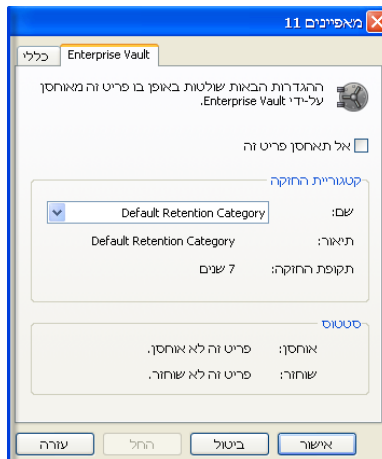 מאפיינים 11
כללי
Enterprise Vault
ההגדרות הבאות שולטות באופן בו פריט זה מאוחסן
על-ידי Enterprise Vault.
אל תאחסן פריט זה
קטגוריית החזקה
שם: Default Retention Category
תיאור: Default Retention Category
תקופת החזקה: 7 שנים
סטטוס
אוחסן: פריט זה לא אוחסן.
שוחזר: פריט זה לא שוחזר.
אישור ביטול החל עזרה